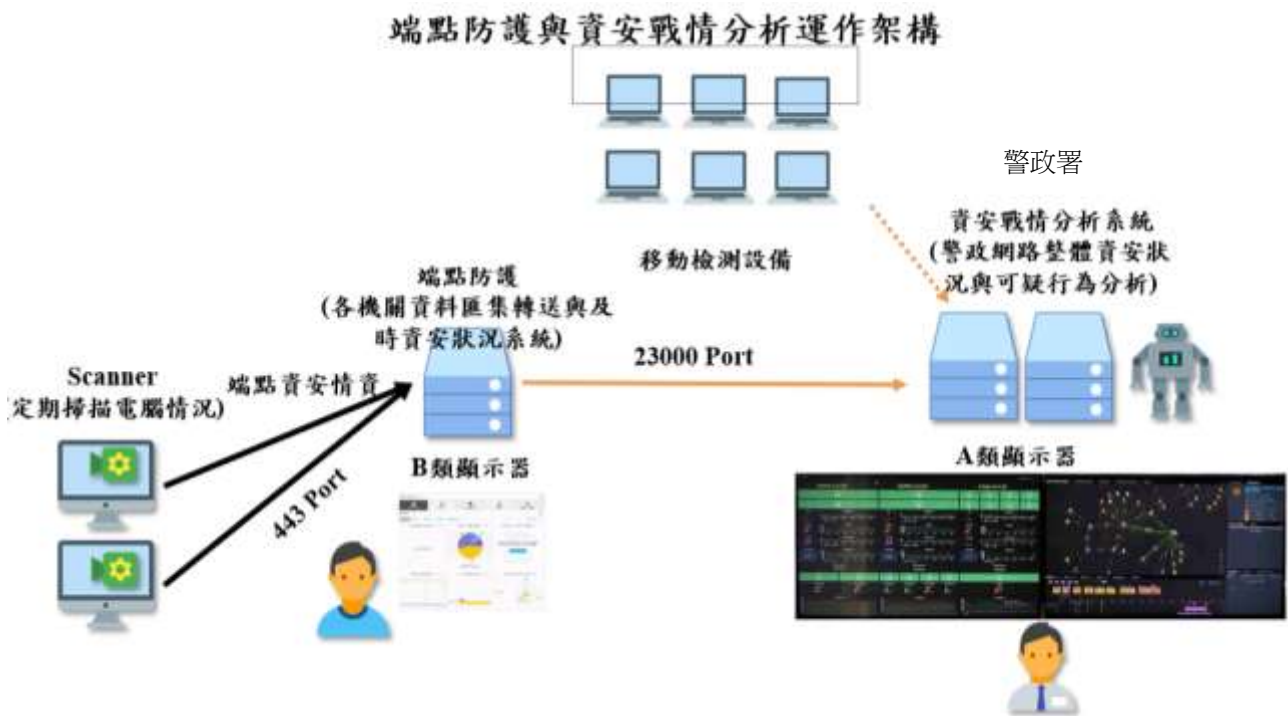 端點防護與資安戰情分析運作架構
警政署
資安戰情分析系統
(警政網路整體資安狀
況與可疑行為分析)
移動檢測設備
端點防護
(各機關資料匯集轉送與及
時資安狀況系統)
23000 Port
Scanner
(定期掃描電腦情況)
端點資安情資
443 Port
B類顯示器
A類顯示器